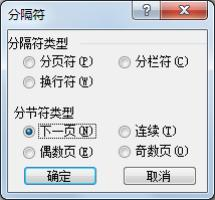 分隔符
分隔符类型
分页符(P) 分栏符(C)
换行符(W)
分节符类型
下一页(N) 连续(T)
偶数页(E) 奇数页(O)
确定 取消